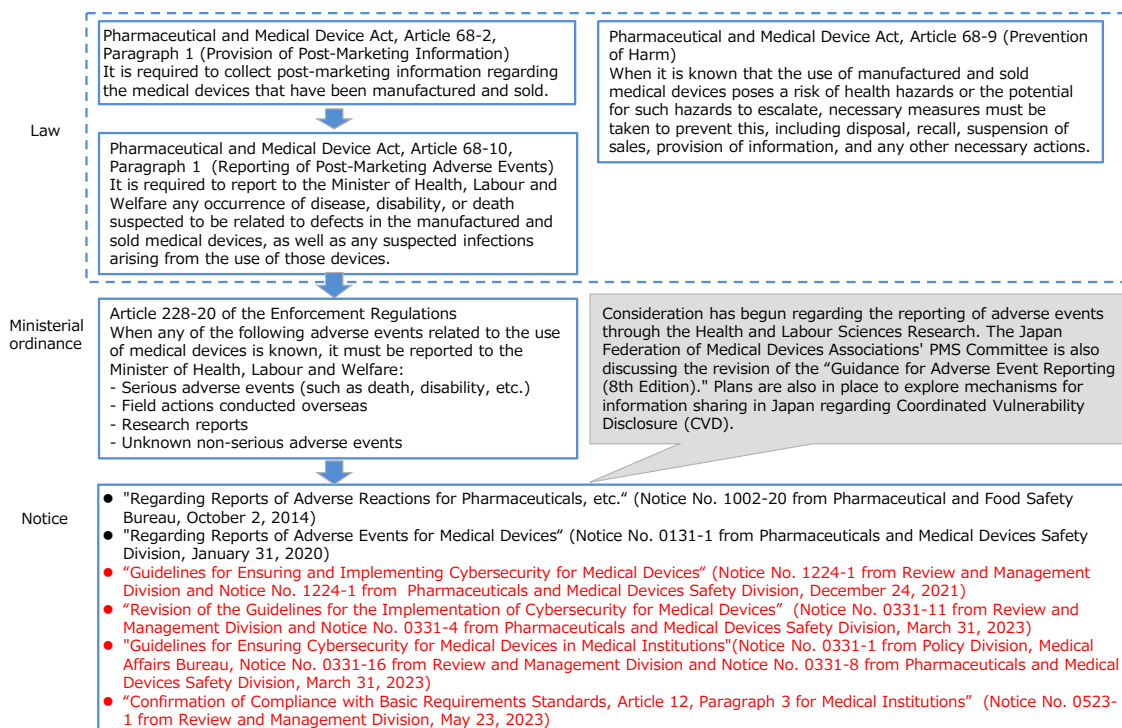 Pharmaceutical and Medical Device Act, Article 68-2,
Paragraph 1 (Provision of Post-Marketing Information)
It is required to collect post-marketing information regarding
the medical devices that have been manufactured and sold.
Pharmaceutical and Medical Device Act, Article 68-9 (Prevention
of Harm)
When it is known that the use of manufactured and sold
medical devices poses a risk of health hazards or the potential
for such hazards to escalate, necessary measures must be
taken to prevent this, including disposal, recall, suspension of
sales, provision of information, and any other necessary actions.
Law
Pharmaceutical and Medical Device Act, Article 68-10,
Paragraph 1 (Reporting of Post-Marketing Adverse Events)
It is required to report to the Minister of Health, Labour and
Welfare any occurrence of disease, disability, or death
suspected to be related to defects in the manufactured and
sold medical devices, as well as any suspected infections
arising from the use of those devices.
Ministerial
ordinance
Article 228-20 of the Enforcement Regulations
When any of the following adverse events related to the use
of medical devices is known, it must be reported to the
Minister of Health, Labour and Welfare:
- Serious adverse events (such as death, disability, etc.)
- Field actions conducted overseas
- Research reports
- Unknown non-serious adverse events
Consideration has begun regarding the reporting of adverse events
through the Health and Labour Sciences Research. The Japan
Federation of Medical Devices Associations' PMS Committee is also
discussing the revision of the “Guidance for Adverse Event Reporting
(8th Edition)." Plans are also in place to explore mechanisms for
information sharing in Japan regarding Coordinated Vulnerability
Disclosure (CVD).
Notice
● "Regarding Reports of Adverse Reactions for Pharmaceuticals, etc.“ (Notice No. 1002-20 from Pharmaceutical and Food Safety
Bureau, October 2, 2014)
● "Regarding Reports of Adverse Events for Medical Devices“ (Notice No. 0131-1 from Pharmaceuticals and Medical Devices Safety
Division, January 31, 2020)
● “Guidelines for Ensuring and Implementing Cybersecurity for Medical Devices“ (Notice No. 1224-1 from Review and Management
Division and Notice No. 1224-1 from Pharmaceuticals and Medical Devices Safety Division, December 24, 2021)
● “Revision of the Guidelines for the Implementation of Cybersecurity for Medical Devices” (Notice No. 0331-11 from Review and
Management Division and Notice No. 0331-4 from Pharmaceuticals and Medical Devices Safety Division, March 31, 2023)
● "Guidelines for Ensuring Cybersecurity for Medical Devices in Medical Institutions"(Notice No. 0331-1 from Policy Division, Medical
Affairs Bureau, Notice No. 0331-16 from Review and Management Division and Notice No. 0331-8 from Pharmaceuticals and Medical
Devices Safety Division, March 31, 2023)
● “Confirmation of Compliance with Basic Requirements Standards, Article 12, Paragraph 3 for Medical Institutions” (Notice No. 0523-
1 from Review and Management Division, May 23, 2023)